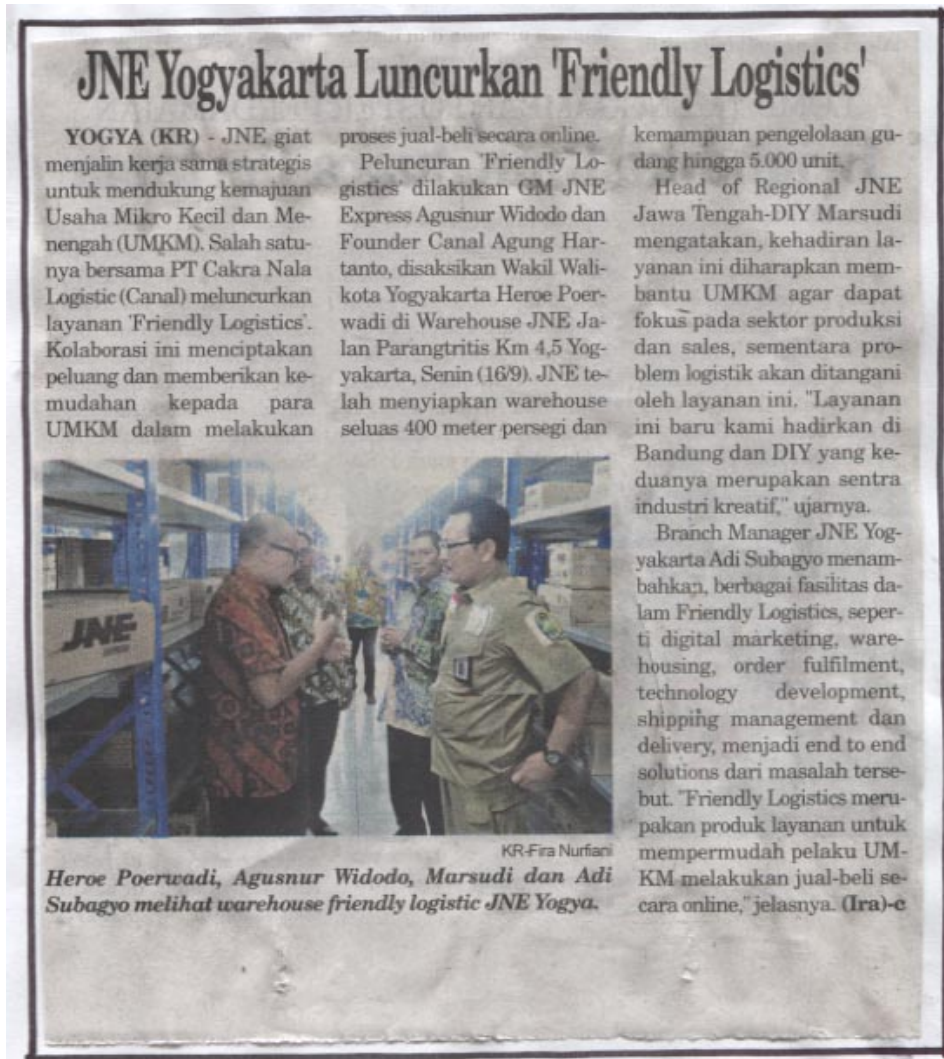 JNE Yogyakarta Luncurkan 'Friendly Logistics'
YOGYA (KR) - JNE giat
menjalin kerja sama strategis
untuk mendukung kemajuan
Usaha Mikro Kecil dan Me-
nengah (UMKM). Salah satu-
nya bersama PT Cakra Nala
Logistic (Canal) meluncurkan
layanan 'Friendly Logistics'.
Kolaborasi ini menciptakan
peluang dan memberikan ke-
mudahan kepada para
UMKM dalam melakukan
proses jual-beli secara online.
Peluncuran 'Friendly Lo-
gistics' dilakukan GM JNE
Express Agusnur Widodo dan
Founder Canal Agung Har-
tanto, disaksikan Wakil Wali-
kota Yogyakarta Heroe Poer-
wadi di Warehouse JNE Ja-
lan Parangtritis Km 4,5 Yog-
yakarta, Senin (16/9). JNE te-
lah menyiapkan warehouse
seluas 400 meter persegi dan
kemampuan pengelolaan gu-
dang hingga 5.000 unit.
Head of Regional JNE
Jawa Tengah-DIY Marsudi
mengatakan, kehadiran la-
yanan ini diharapkan mem-
bantu UMKM agar dapat
fokus pada sektor produksi
dan sales, sementara pro-
blem logistik akan ditangani
oleh layanan ini. "Layanan
ini baru kami hadirkan di
Bandung dan DIY yang ke-
duanya merupakan sentra
industri kreatif," ujarnya.
Branch Manager JNE Yog-
yakarta Adi Subagyo menam-
bahkan, berbagai fasilitas da-
lam Friendly Logistics, seper-
ti digital marketing, ware-
housing, order fulfilment,
technology development,
shipping management dan
delivery, menjadi end to end
solutions dari masalah terse-
but. "Friendly Logistics meru-
pakan produk layanan untuk
mempermudah pelaku UM-
KM melakukan jual-beli se-
cara online," jelasnya. (Ira)-c
JNE
KR-Fira Nurfiani
Heroe Poerwadi, Agusnur Widodo, Marsudi dan Adi
Subagyo melihat warehouse friendly logistic JNE Yogya.